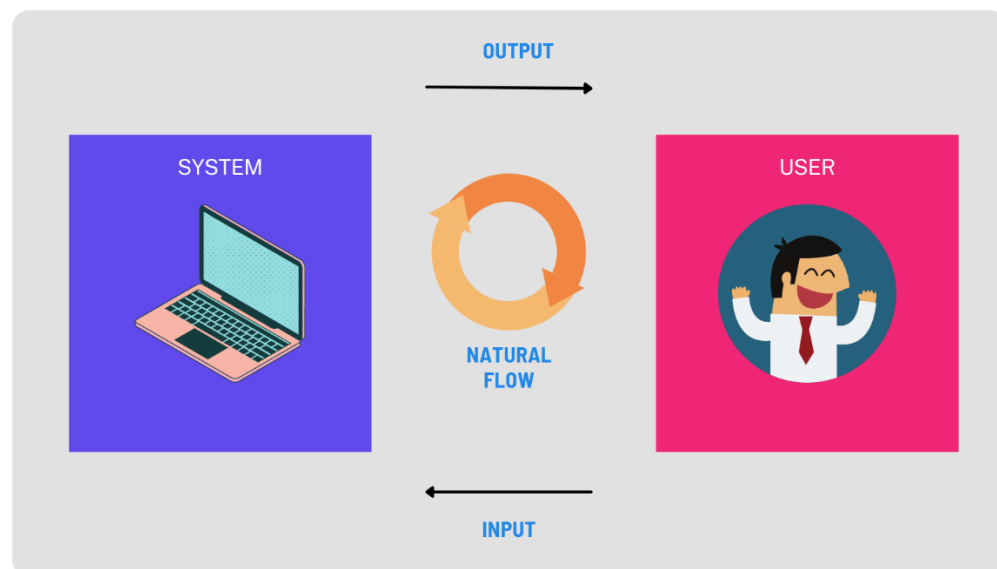 OUTPUT
SYSTEM
USER
NATURAL
FLOW
INPUT